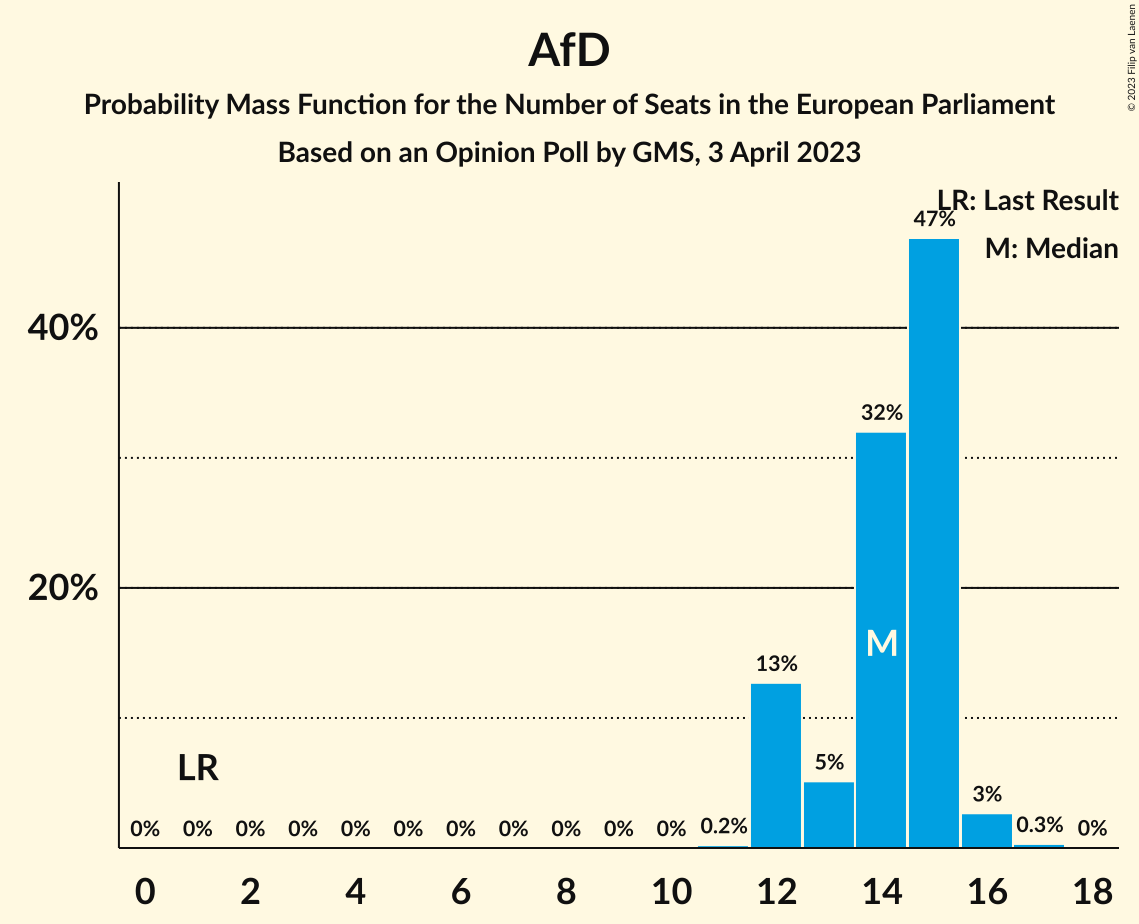 AfD
Probability Mass Function for the Number of Seats in the European Parliament
Based on an Opinion Poll by GMS, 3 April 2023
© 2023 Filip van Laenen
LR: Last Result
M: Median
47%
40%
32%
20%
M
13%
5%
LR
3%
0% 0% 0% 0% 0% 0% 0% 0% 0% 0% 0% 0.2% 0.3% 0%
0 2 4 6 8 10 12 14 16 18